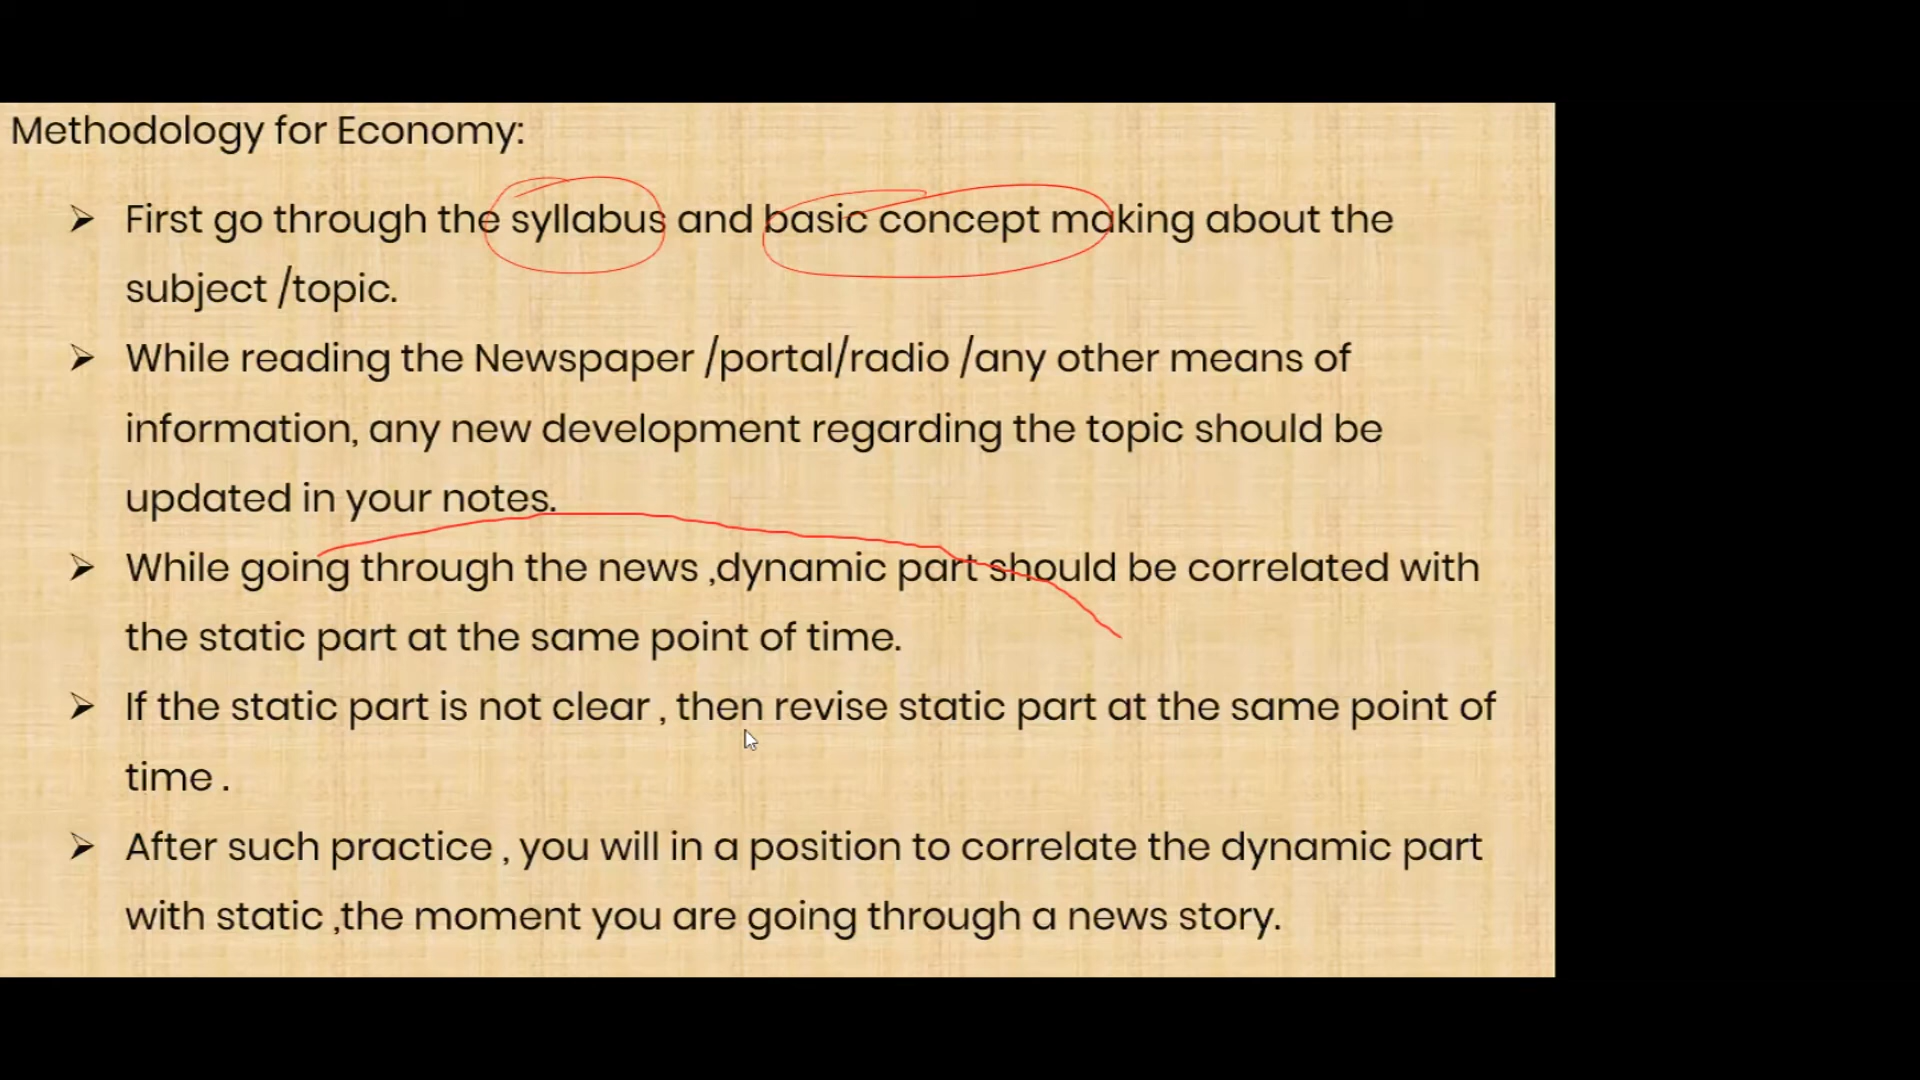 Methodology for Economy:
➢ First go through the syllabus and basic concept making about the
subject /topic.
➢ While reading the Newspaper /portal/radio /any other means of
information, any new development regarding the topic should be
updated in your notes.
➢ While going through the news ,dynamic part should be correlated with
the static part at the same point of time.
➢ If the static part is not clear , then revise static part at the same point of
time .
➢ After such practice , you will in a position to correlate the dynamic part
with static ,the moment you are going through a news story.